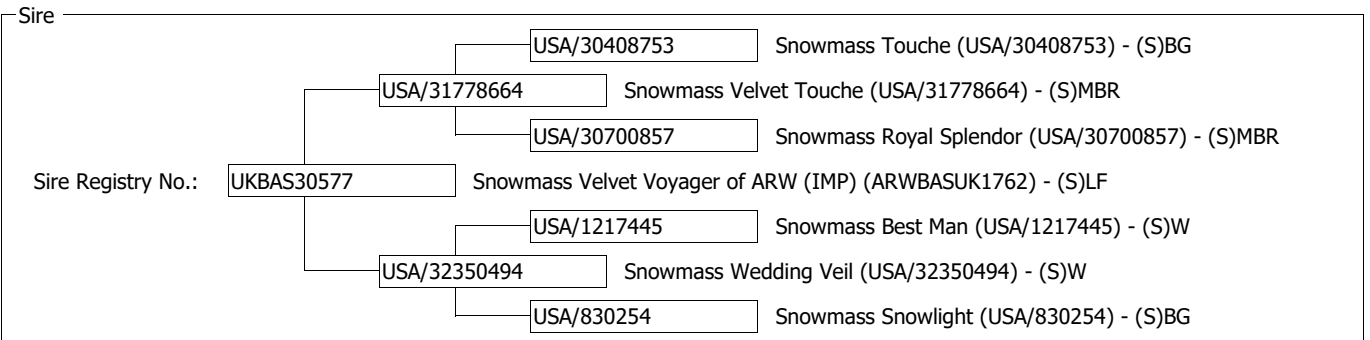 Sire
USA/30408753 Snowmass Touche (USA/30408753) - (S)BG
USA/31778664 Snowmass Velvet Touche (USA/31778664) - (S)MBR
USA/30700857 Snowmass Royal Splendor (USA/30700857) - (S)MBR
Sire Registry No.: UKBAS30577 Snowmass Velvet Voyager of ARW (IMP) (ARWBASUK1762) - (S)LF
USA/1217445 Snowmass Best Man (USA/1217445) - (S)W
USA/32350494 Snowmass Wedding Veil (USA/32350494) - (S)W
USA/830254 Snowmass Snowlight (USA/830254) - (S)BG